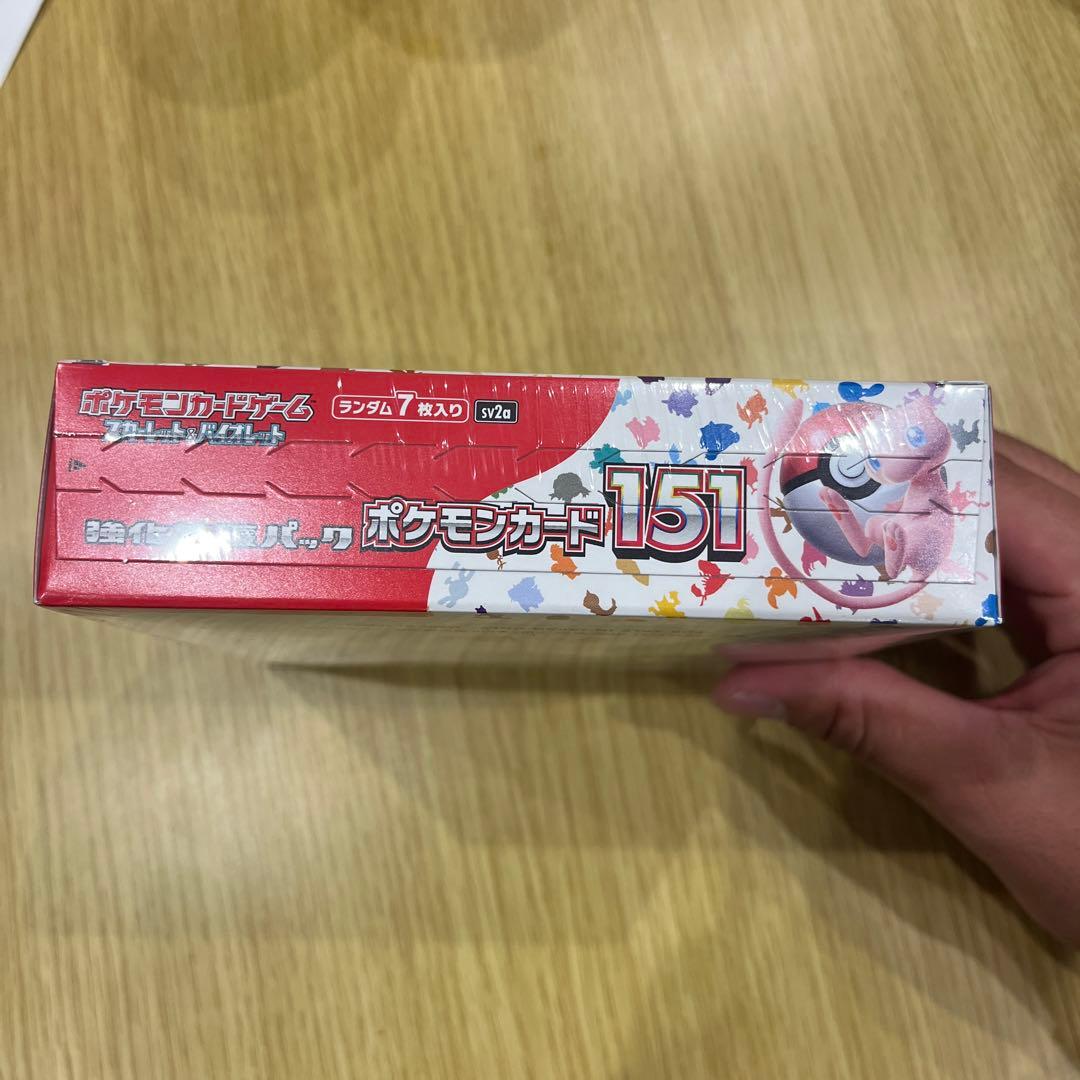 ポケモンカードゲーム
スカーレット&バイオレット
ランダム7枚入り
sv2a
強化拡張パック
ポケモンカード151